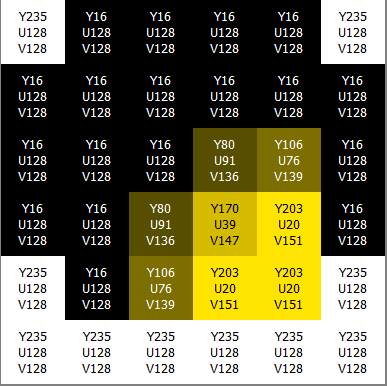 Y235 Y16 Y16 Y16 Y16 Y235
U128 U128 U128 U128 U128 U128
V128 V128 V128 V128 V128 V128
Y16 Y16 Y16 Y16 Y16 Y16
U128 U128 U128 U128 U128 U128
V128 V128 V128 V128 V128 V128
Y16 Y16 Y16 Y80 Y106 Y16
U128 U128 U128 U91 U76 U128
V128 V128 V128 V136 V139 V128
Y16 Y16 Y80 Y170 Y203 Y16
U128 U128 U91 U39 U20 U128
V128 V128 V136 V147 V151 V128
Y235 Y16 Y106 Y203 Y203 Y235
U128 U128 U76 U20 U20 U128
V128 V128 V139 V151 V151 V128
Y235 Y235 Y235 Y235 Y235 Y235
U128 U128 U128 U128 U128 U128
V128 V128 V128 V128 V128 V128